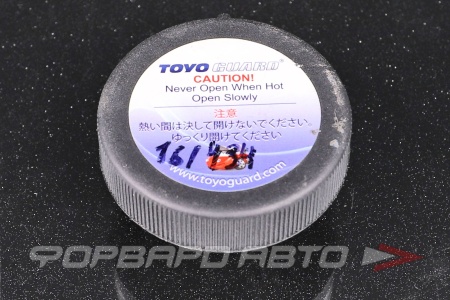 TOYO GUARD
CAUTION!
Never Open When Hot
Open Slowly
注意
熱い間は決して開けないでください。
ゆっくり開けてください
16/434
www.toyoguard.com
ФОРВАРД АВТО